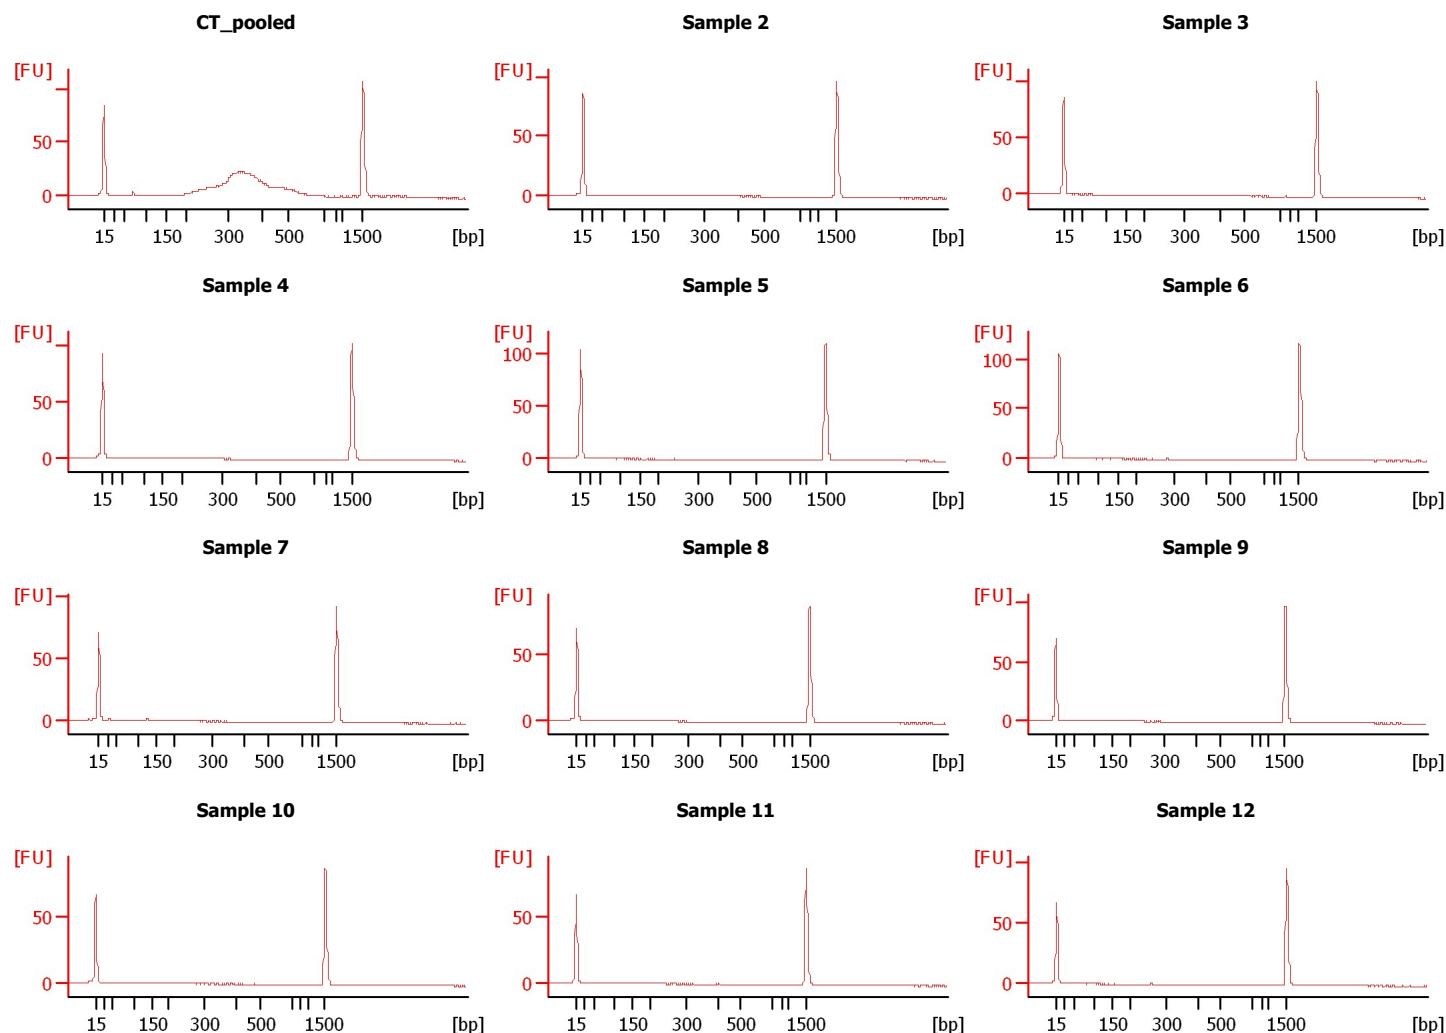 CT_pooled Sample 2 Sample 3
[FU] [FU] [FU]
50 50 50
0 0 0
15 150 300 500 1500 [bp] 15 150 300 500 1500 [bp] 15 150 300 500 1500 [bp]
Sample 4 Sample 5 Sample 6
[FU] [FU] [FU]
100 100
50 50 50
0 0 0
15 150 300 500 1500 [bp] 15 150 300 500 1500 [bp] 15 150 300 500 1500 [bp]
Sample 7 Sample 8 Sample 9
[FU] [FU] [FU]
50 50 50
0 0 0
15 150 300 500 1500 [bp] 15 150 300 500 1500 [bp] 15 150 300 500 1500 [bp]
Sample 10 Sample 11 Sample 12
[FU] [FU] [FU]
50 50 50
0 0 0
15 150 300 500 1500 [bp] 15 150 300 500 1500 [bp] 15 150 300 500 1500 [bp]